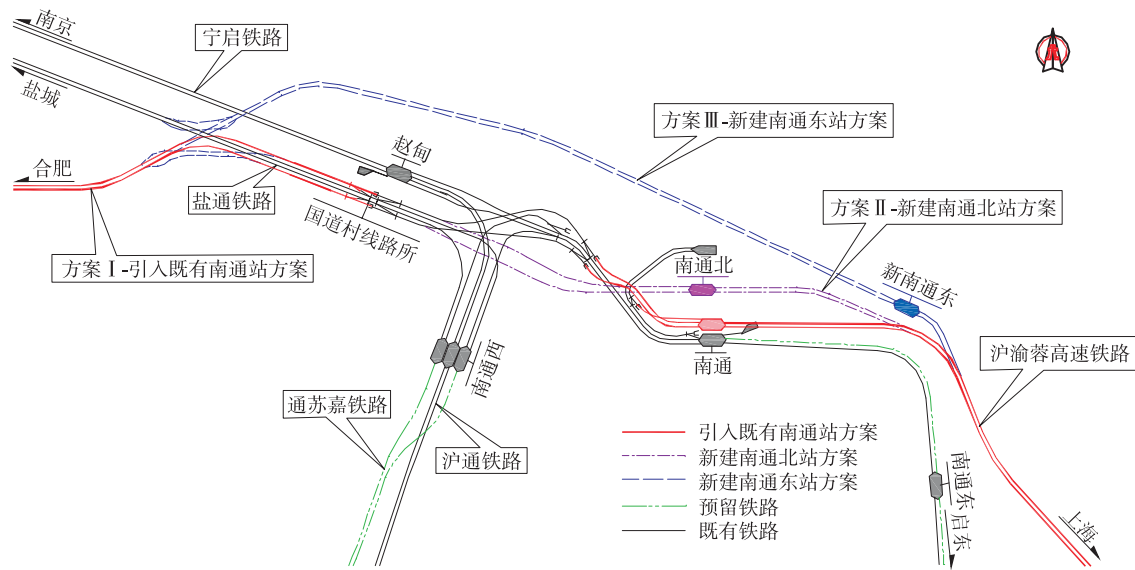 南京
宁启铁路
盐城
方案Ⅲ-新建南通东站方案
赵甸
合肥
盐通铁路
国道村线路所
方案Ⅱ-新建南通北站方案
方案Ⅰ-引入既有南通站方案
南通北
新南通东
南通
沪渝蓉高速铁路
南通西
通苏嘉铁路
沪通铁路
引入既有南通站方案
新建南通北站方案
新建南通东站方案
预留铁路
既有铁路
南通东
启东
上海